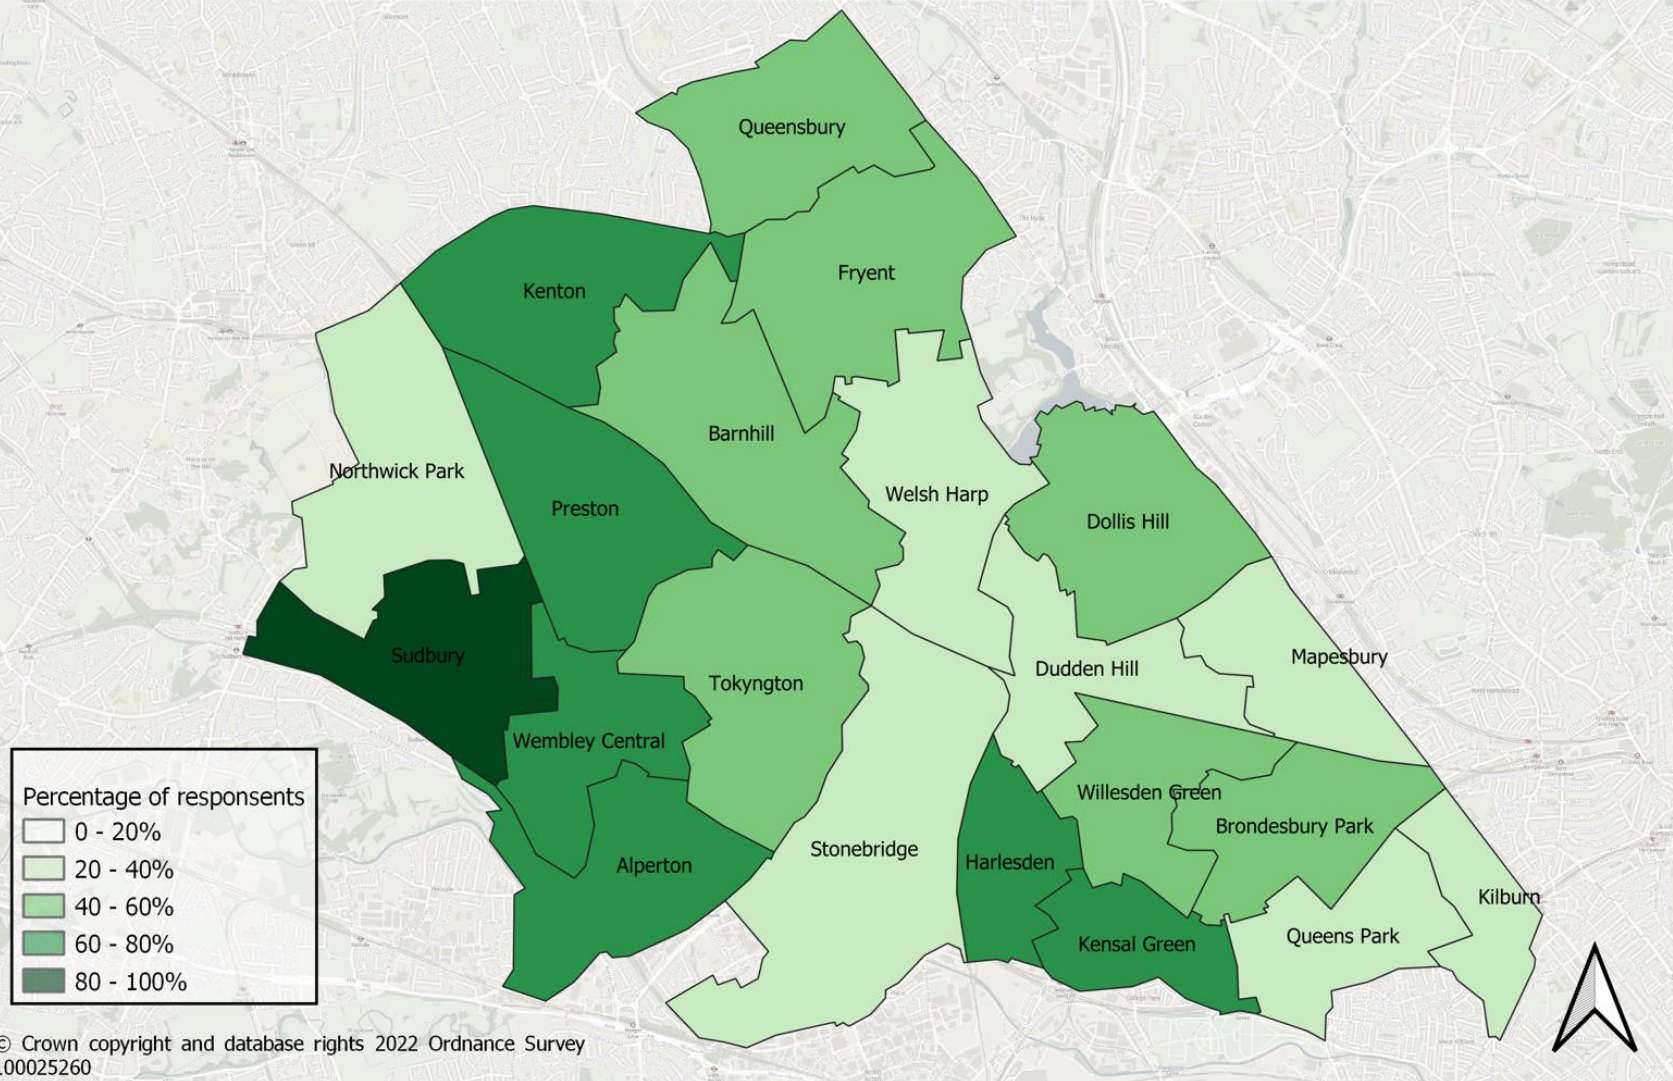 Queensbury
Fryent
Kenton
Barnhill
Northwick Park
Welsh Harp
Preston
Dollis Hill
Sudbury
Mapesbury
Dudden Hill
Tokyngton
Wembley Central
Willesden Green
Brondesbury Park
Stonebridge
Harlesden
Alperton
Kilburn
Queens Park
Kensal Green
Percentage of responsents
0 - 20%
20 - 40%
40 - 60%
60 - 80%
80 - 100%
© Crown copyright and database rights 2022 Ordnance Survey
100025260